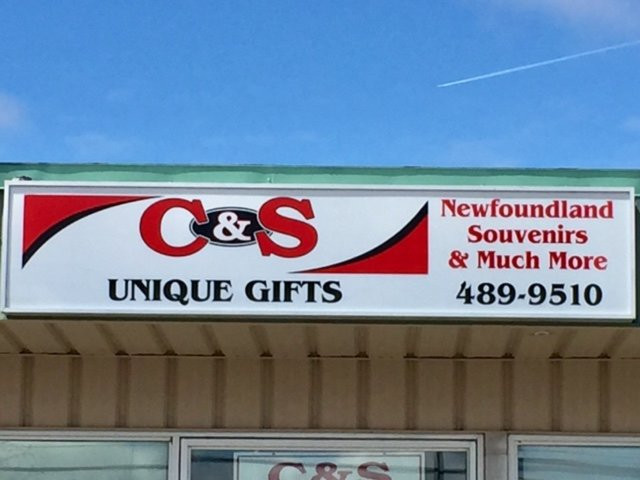 C&S
UNIQUE GIFTS
Newfoundland
Souvenirs
& Much More
489-9510
C&S